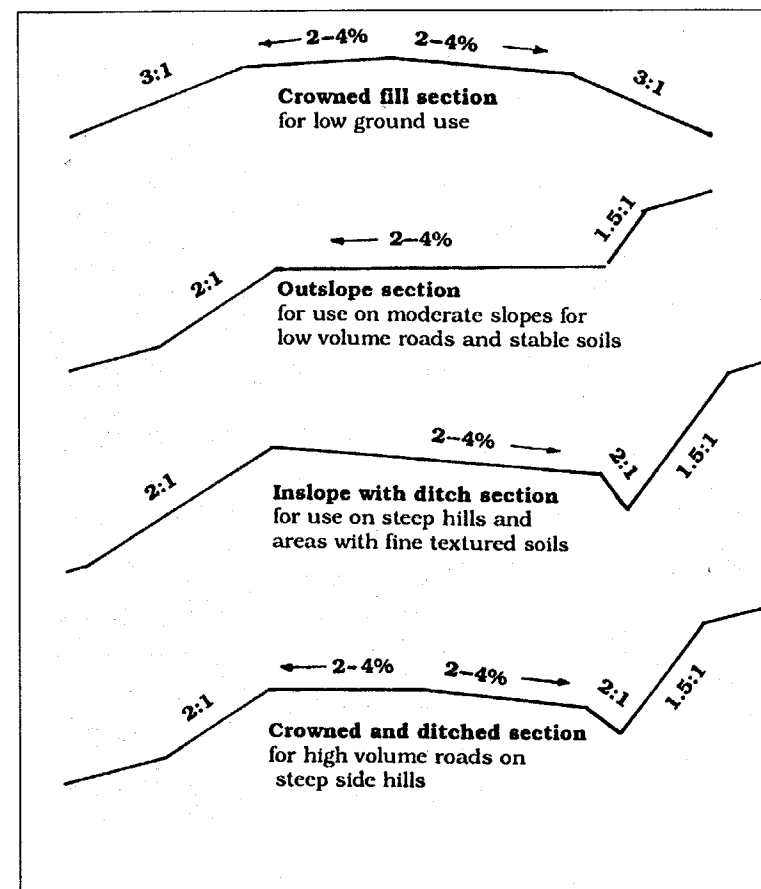 2–4% 2–4%
3:1 3:1
Crowned fill section
for low ground use
1.5:1
2–4%
2:1
Outslope section
for use on moderate slopes for
low volume roads and stable soils
2–4%
2:1
2:1
1.5:1
Inslope with ditch section
for use on steep hills and
areas with fine textured soils
2–4% 2–4%
2:1
2:1
1.5:1
Crowned and ditched section
for high volume roads on
steep side hills